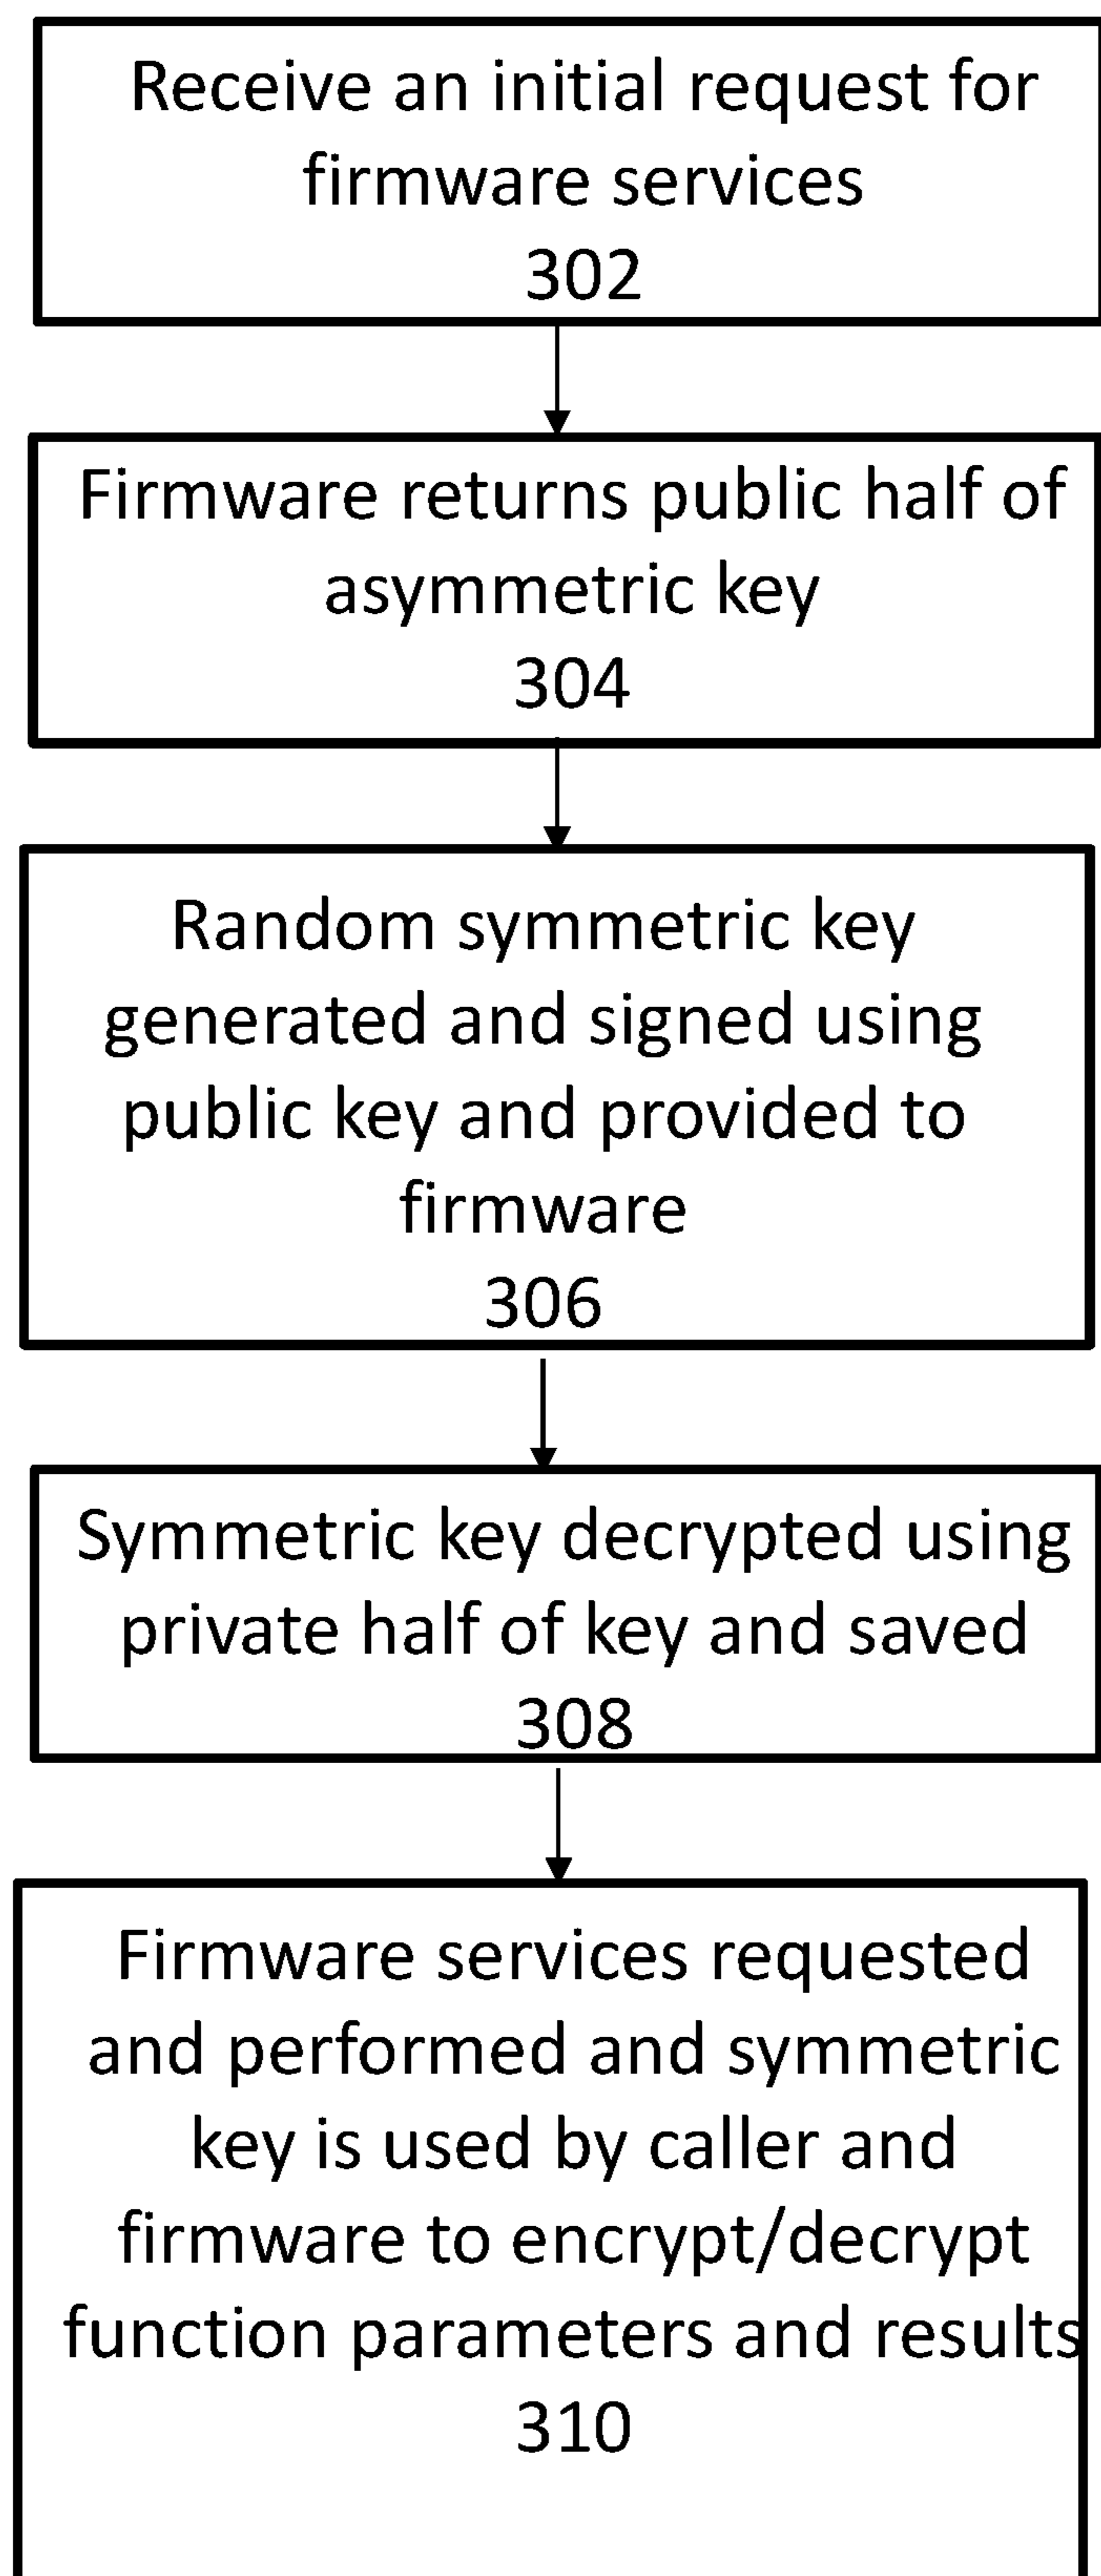 Receive an initial request for
firmware services
302
Firmware returns public half of
asymmetric key
304
Random symmetric key
generated and signed using
public key and provided to
firmware
306
Symmetric key decrypted using
private half of key and saved
308
Firmware services requested
and performed and symmetric
key is used by caller and
firmware to encrypt/decrypt
function parameters and results
310